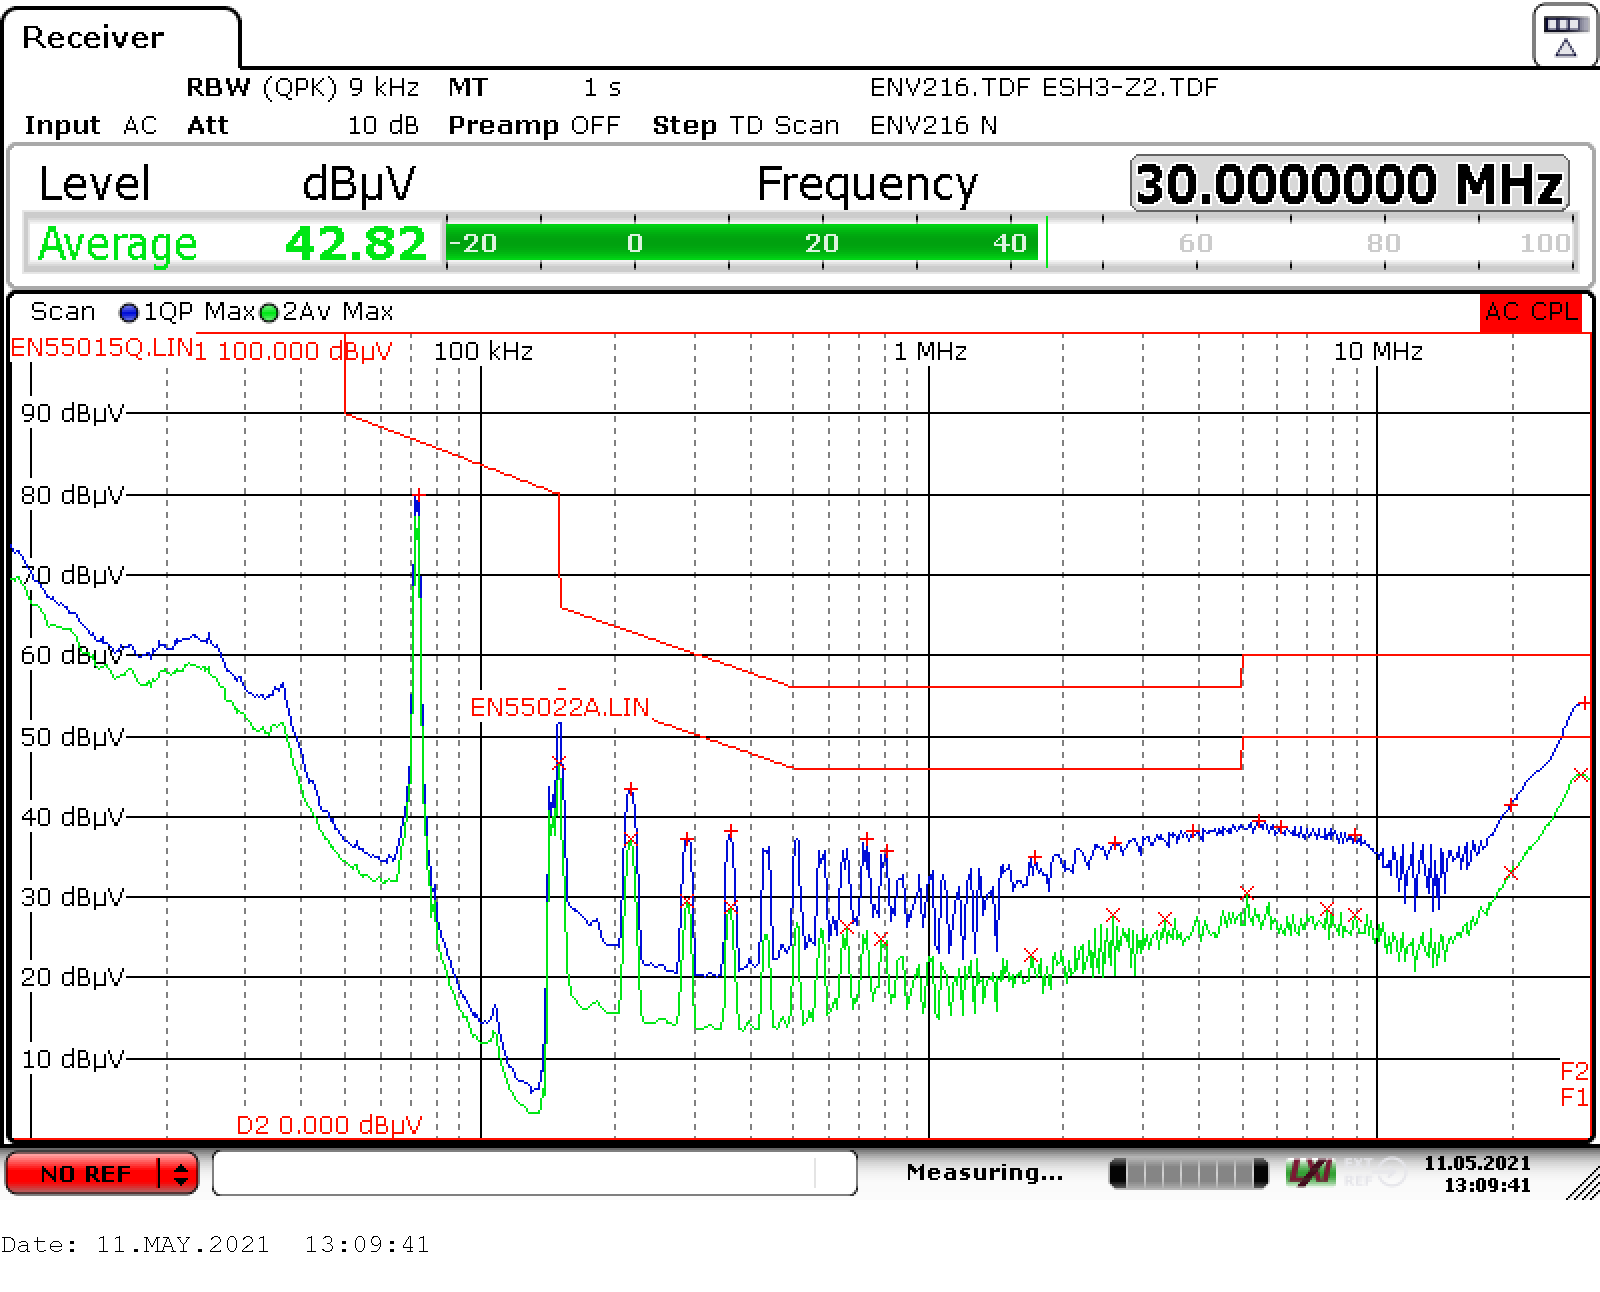 Receiver
RBW (QPK) 9 kHz MT 1 s ENV216.TDF ESH3-Z2.TDF
Input AC Att 10 dB Preamp OFF Step TD Scan ENV216 N
Level dBµV Frequency 30.0000000 MHz
Average 42.82 -20 0 20 40 60 80 100
Scan 1QP Max 2Av Max AC CPL
EN55015Q.LIN 1 100.000 dBµV 100 kHz 1 MHz 10 MHz
90 dBµV
80 dBµV
70 dBµV
60 dBµV
EN55022A.LIN
50 dBµV
40 dBµV
30 dBµV
20 dBµV
10 dBµV
F2
F1
D2 0.000 dBµV
NO REF Measuring... LXI EXT REF 11.05.2021
13:09:41
Date: 11.MAY.2021 13:09:41